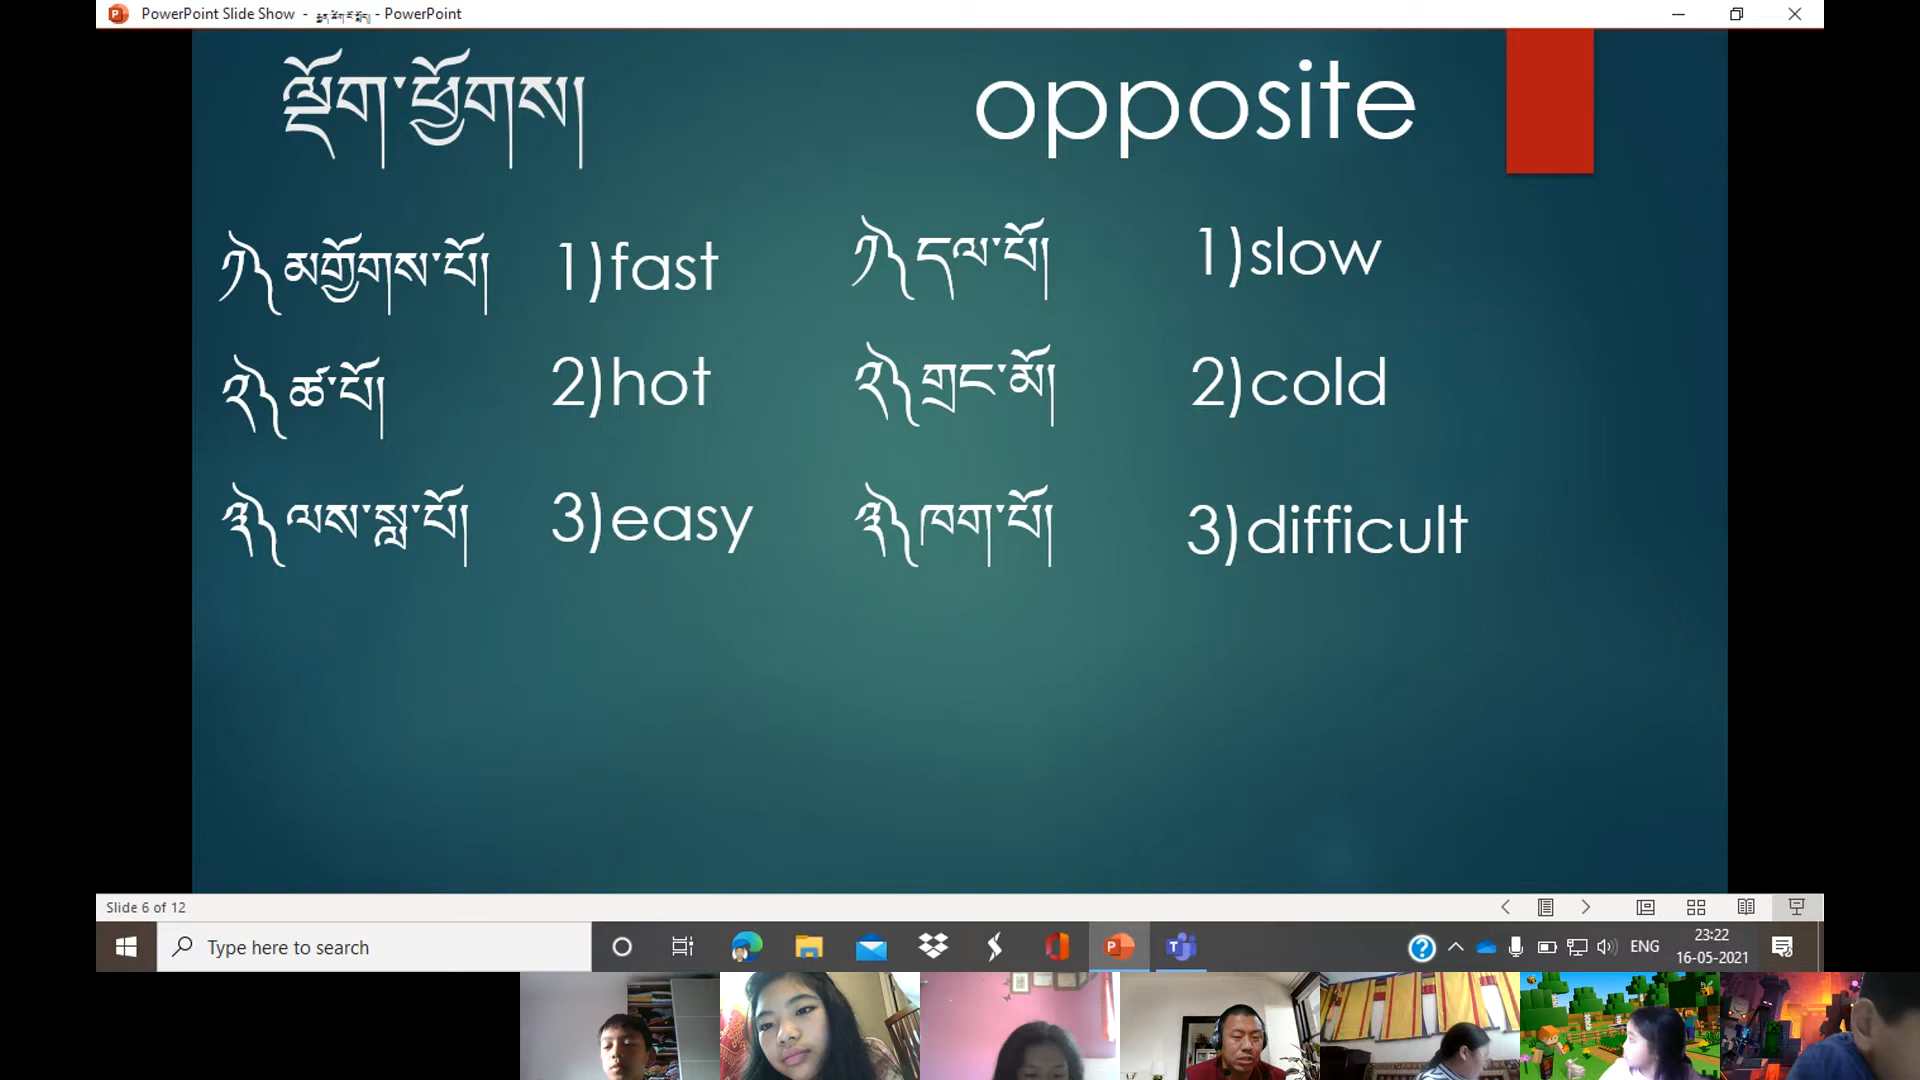 PowerPoint Slide Show - - PowerPoint
ལྡོག་ཕྱོགས། opposite
༡༽ མགྱོགས་པོ། 1)fast ༡༽ དལ་པོ། 1)slow
༢༽ ཚ་པོ། 2)hot ༢༽ གྲང་མོ། 2)cold
༣༽ ལས་སླ་པོ། 3)easy ༣༽ ཁག་པོ། 3)difficult
Slide 6 of 12
Type here to search
ENG
23:22
16-05-2021